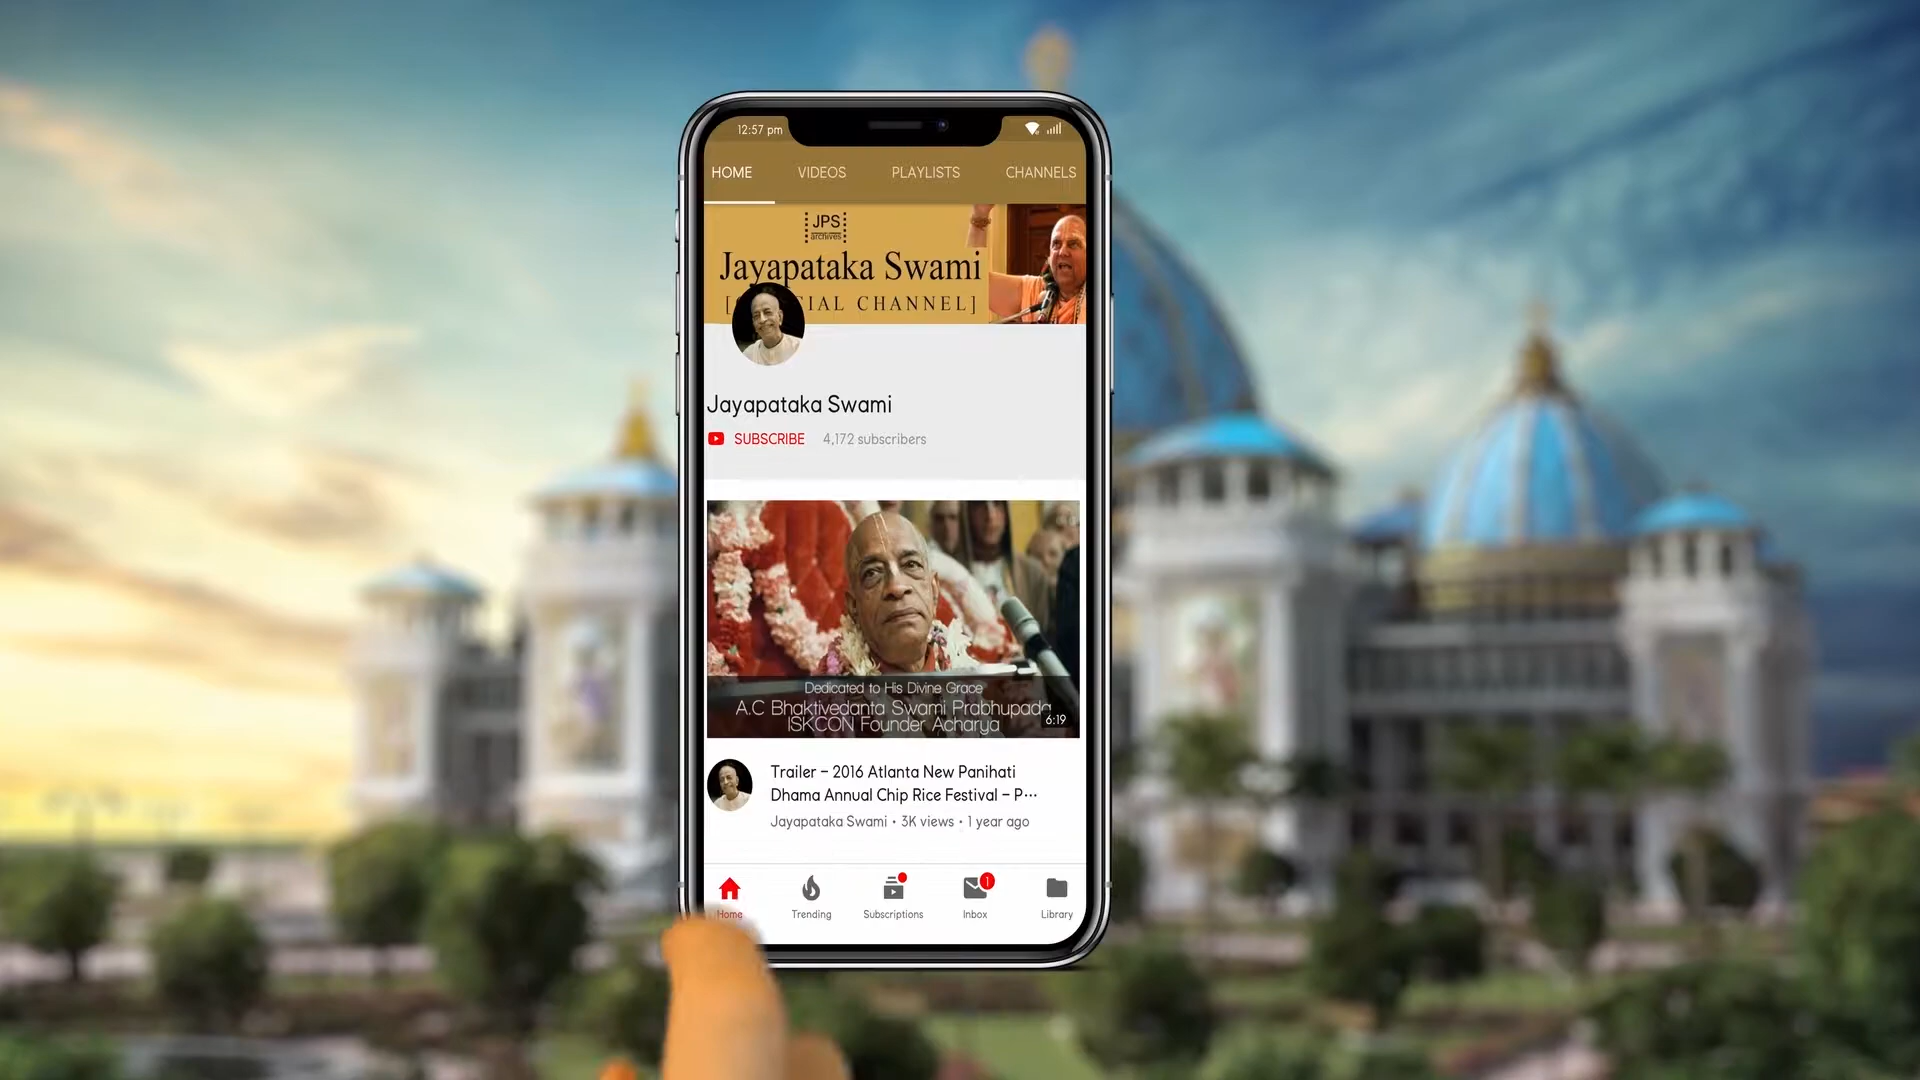 12:57 pm
HOME VIDEOS PLAYLISTS CHANNELS
JPS
archives
Jayapataka Swami
CIAL CHANNEL]
Jayapataka Swami
SUBSCRIBE 4,172 subscribers
Dedicated to His Divine Grace
A.C Bhaktivedanta Swami Prabhupada
ISKCON Founder Acharya
6:19
Trailer – 2016 Atlanta New Panihati
Dhama Annual Chip Rice Festival – P...
Jayapataka Swami • 3K views • 1 year ago
1
Home Trending Subscriptions Inbox Library